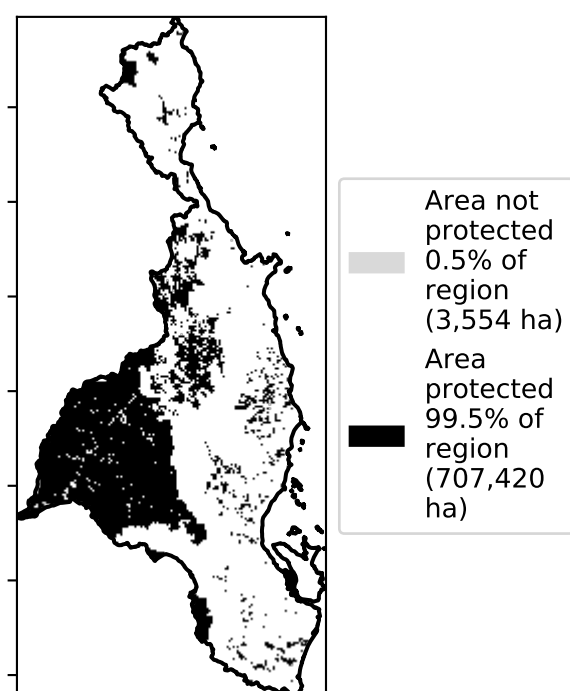 Area not
protected
0.5% of
region
(3,554 ha)
Area
protected
99.5% of
region
(707,420
ha)